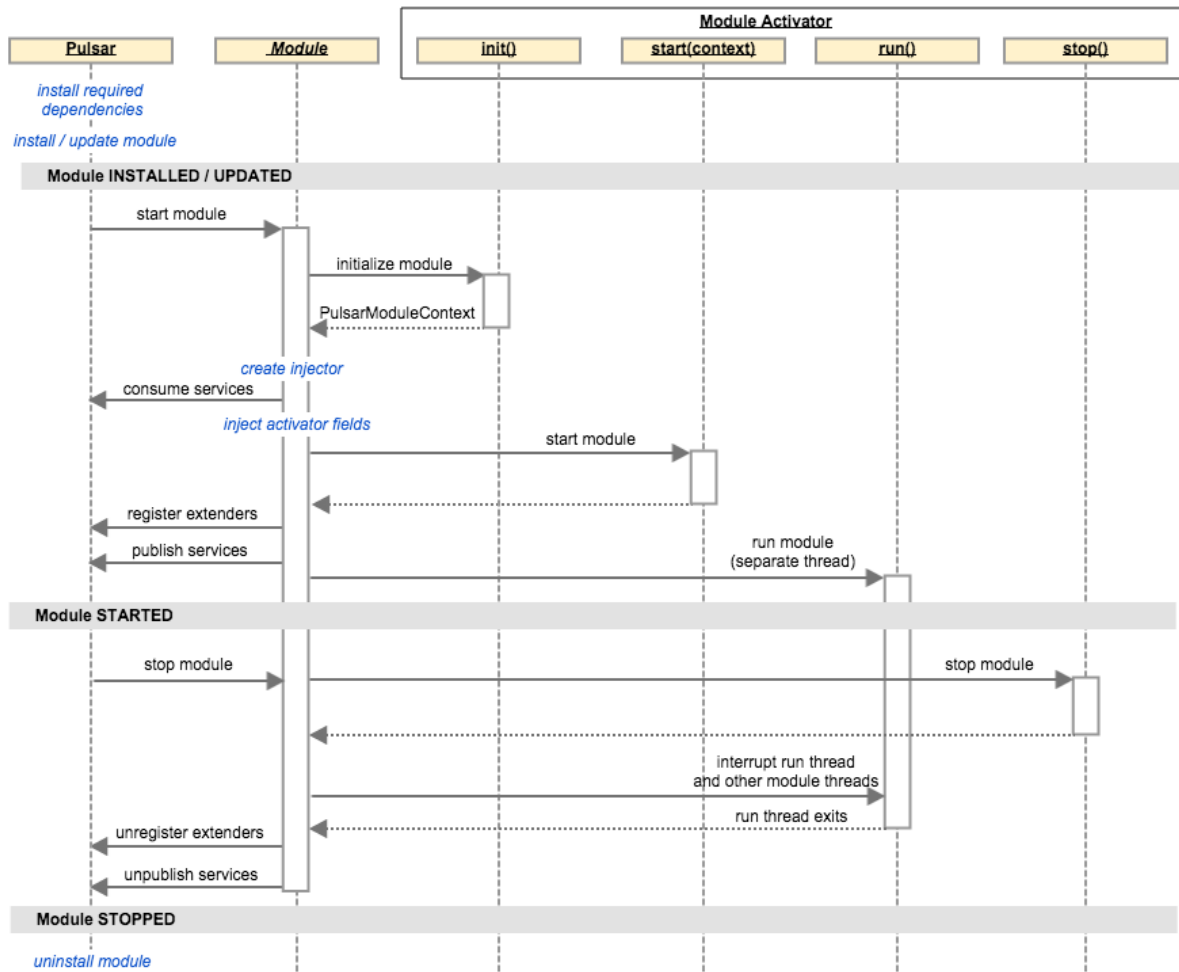 Module Activator
Pulsar
Module
init()
start(context)
run()
stop()
install required
dependencies
install / update module
Module INSTALLED / UPDATED
start module
initialize module
PulsarModuleContext
create injector
consume services
inject activator fields
start module
register extenders
publish services
run module
(separate thread)
Module STARTED
stop module
stop module
interrupt run thread
and other module threads
run thread exits
unregister extenders
unpublish services
Module STOPPED
uninstall module